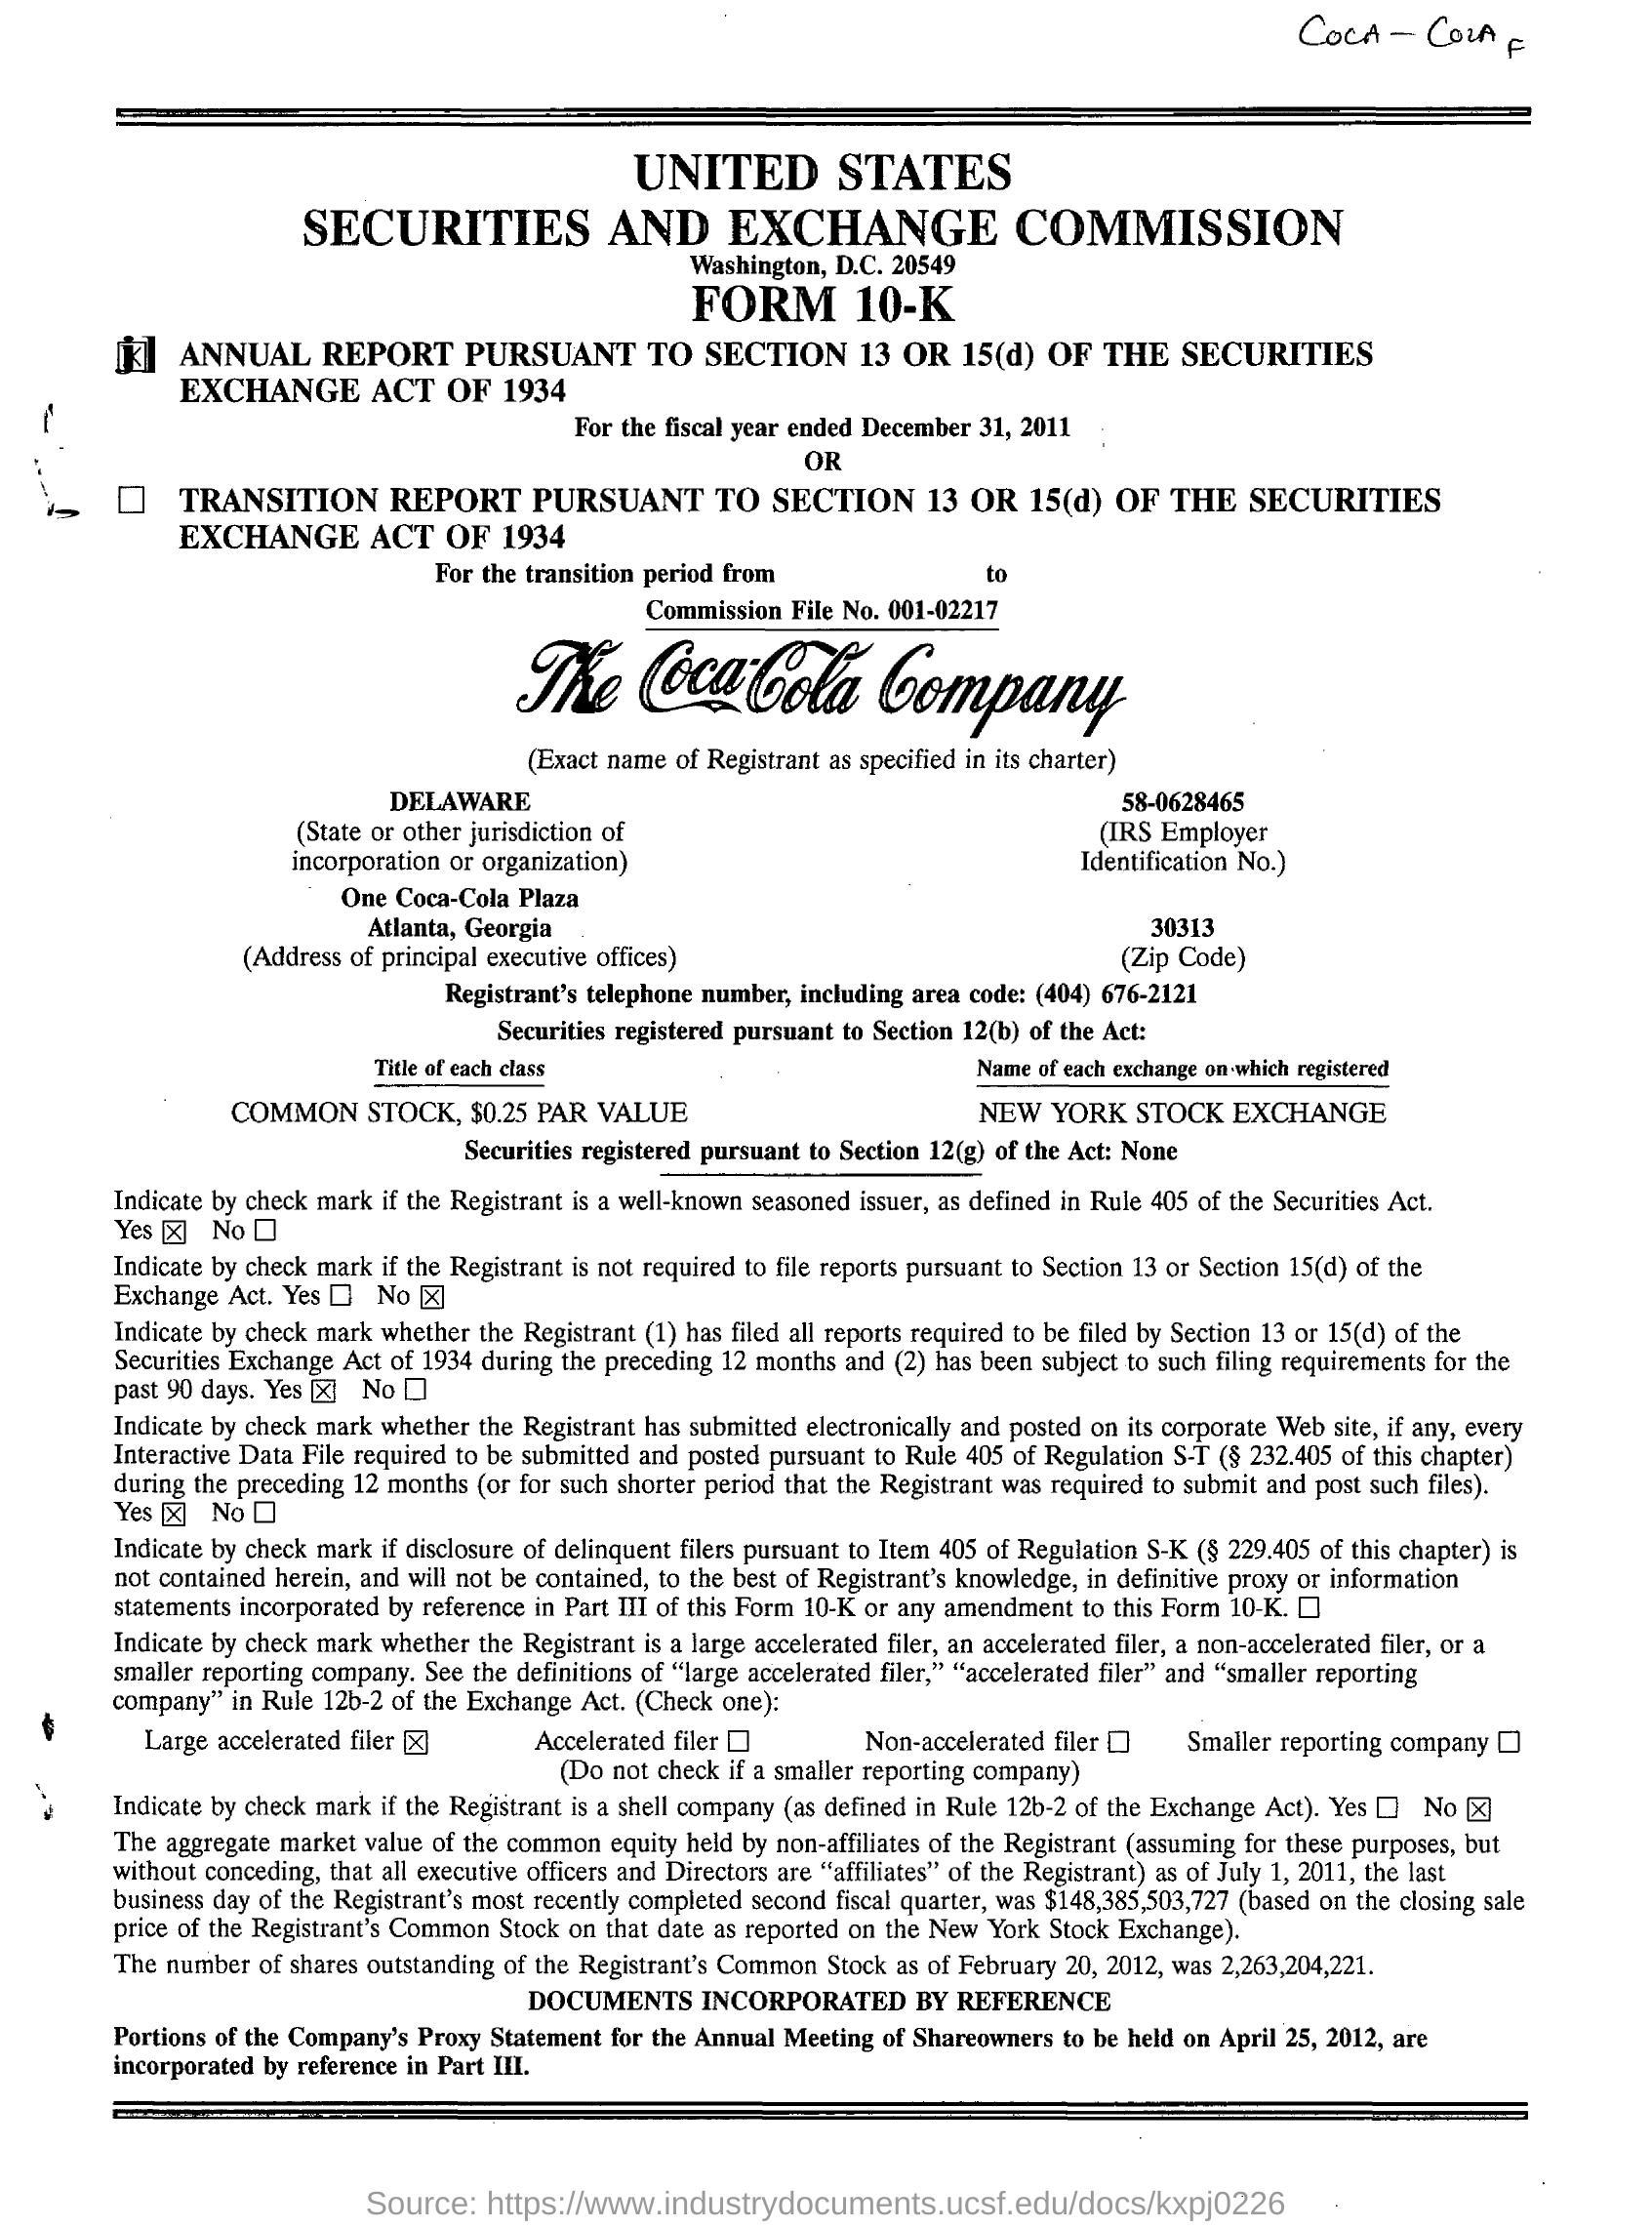 COCA - COLA F
UNITED STATES
SECURITIES AND EXCHANGE COMMISSION
Washington, D.C. 20549
FORM 10-K
☒ ANNUAL REPORT PURSUANT TO SECTION 13 OR 15(d) OF THE SECURITIES
EXCHANGE ACT OF 1934
For the fiscal year ended December 31, 2011
OR
☐ TRANSITION REPORT PURSUANT TO SECTION 13 OR 15(d) OF THE SECURITIES
EXCHANGE ACT OF 1934
For the transition period from to
Commission File No. 001-02217
The Coca-Cola Company
(Exact name of Registrant as specified in its charter)
DELAWARE 58-0628465
(State or other jurisdiction of (IRS Employer
incorporation or organization) Identification No.)
One Coca-Cola Plaza
Atlanta, Georgia 30313
(Address of principal executive offices) (Zip Code)
Registrant's telephone number, including area code: (404) 676-2121
Securities registered pursuant to Section 12(b) of the Act:
Title of each class Name of each exchange on which registered
COMMON STOCK, $0.25 PAR VALUE NEW YORK STOCK EXCHANGE
Securities registered pursuant to Section 12(g) of the Act: None
Indicate by check mark if the Registrant is a well-known seasoned issuer, as defined in Rule 405 of the Securities Act.
Yes ☒ No ☐
Indicate by check mark if the Registrant is not required to file reports pursuant to Section 13 or Section 15(d) of the
Exchange Act. Yes ☐ No ☒
Indicate by check mark whether the Registrant (1) has filed all reports required to be filed by Section 13 or 15(d) of the
Securities Exchange Act of 1934 during the preceding 12 months and (2) has been subject to such filing requirements for the
past 90 days. Yes ☒ No ☐
Indicate by check mark whether the Registrant has submitted electronically and posted on its corporate Web site, if any, every
Interactive Data File required to be submitted and posted pursuant to Rule 405 of Regulation S-T (§ 232.405 of this chapter)
during the preceding 12 months (or for such shorter period that the Registrant was required to submit and post such files).
Yes ☒ No ☐
Indicate by check mark if disclosure of delinquent filers pursuant to Item 405 of Regulation S-K (§ 229.405 of this chapter) is
not contained herein, and will not be contained, to the best of Registrant's knowledge, in definitive proxy or information
statements incorporated by reference in Part III of this Form 10-K or any amendment to this Form 10-K. ☐
Indicate by check mark whether the Registrant is a large accelerated filer, an accelerated filer, a non-accelerated filer, or a
smaller reporting company. See the definitions of "large accelerated filer," "accelerated filer" and "smaller reporting
company" in Rule 12b-2 of the Exchange Act. (Check one):
Large accelerated filer ☒ Accelerated filer ☐ Non-accelerated filer ☐ Smaller reporting company ☐
(Do not check if a smaller reporting company)
Indicate by check mark if the Registrant is a shell company (as defined in Rule 12b-2 of the Exchange Act). Yes ☐ No ☒
The aggregate market value of the common equity held by non-affiliates of the Registrant (assuming for these purposes, but
without conceding, that all executive officers and Directors are "affiliates" of the Registrant) as of July 1, 2011, the last
business day of the Registrant's most recently completed second fiscal quarter, was $148,385,503,727 (based on the closing sale
price of the Registrant's Common Stock on that date as reported on the New York Stock Exchange).
The number of shares outstanding of the Registrant's Common Stock as of February 20, 2012, was 2,263,204,221.
DOCUMENTS INCORPORATED BY REFERENCE
Portions of the Company's Proxy Statement for the Annual Meeting of Shareowners to be held on April 25, 2012, are
incorporated by reference in Part III.
Source: https://www.industrydocuments.ucsf.edu/docs/kxpj0226